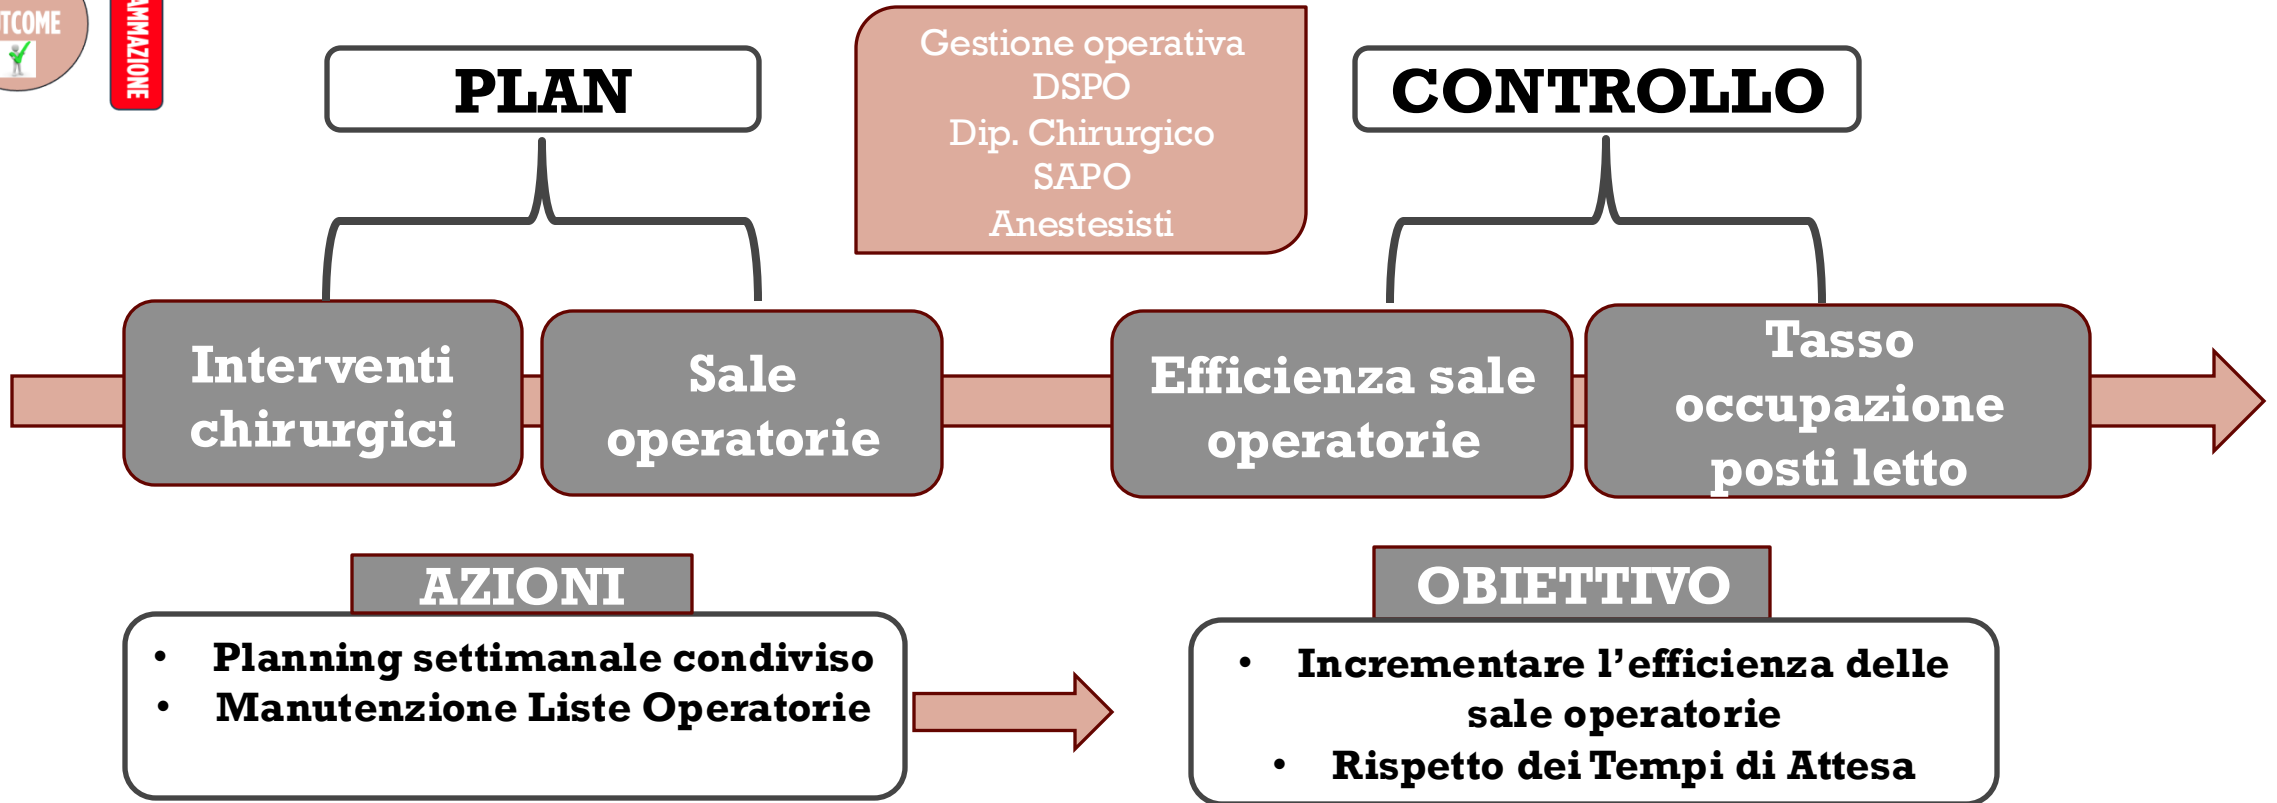 PLAN
Gestione operativa
DSPO
Dip. Chirurgico
SAPO
Anestesisti
CONTROLLO
Interventi
chirurgici
Sale
operatorie
Efficienza sale
operatorie
Tasso
occupazione
posti letto
AZIONI
• Planning settimanale condiviso
• Manutenzione Liste Operatorie
OBIETTIVO
• Incrementare l’efficienza delle
sale operatorie
• Rispetto dei Tempi di Attesa